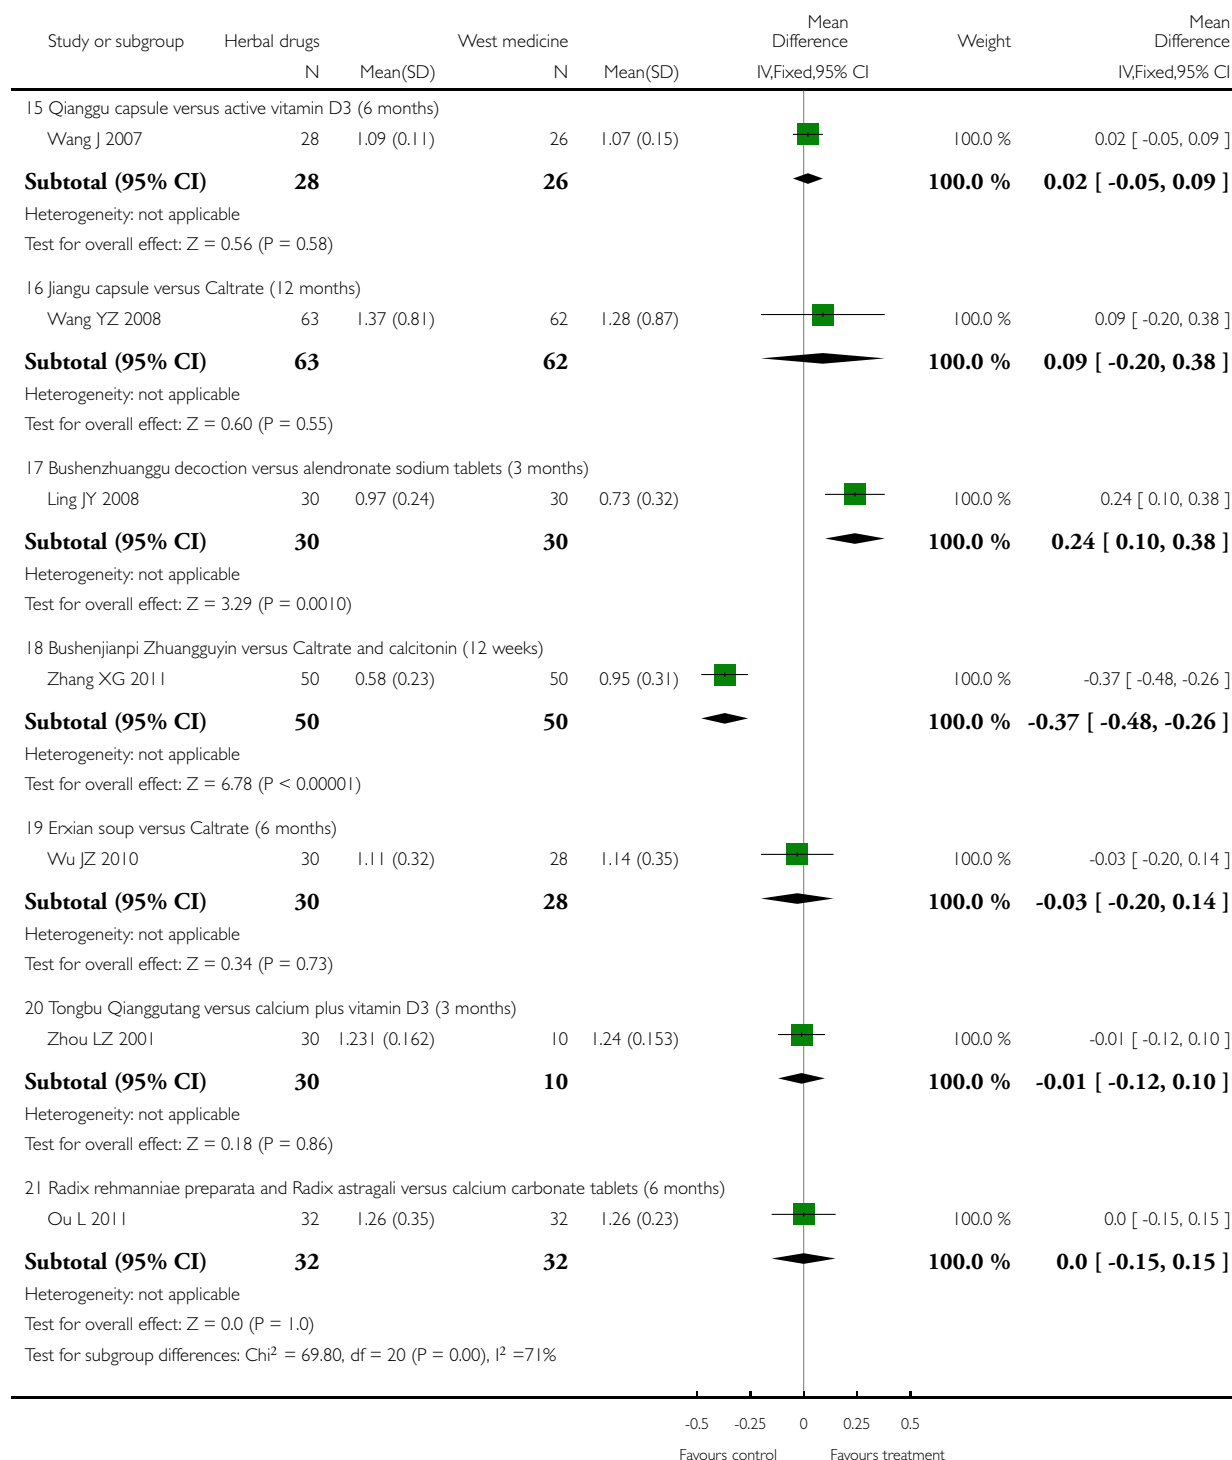 Study or subgroup Herbal drugs West medicine Mean Difference Weight Mean Difference
N Mean(SD) N Mean(SD) IV,Fixed,95% CI IV,Fixed,95% CI
15 Qianggu capsule versus active vitamin D3 (6 months)
Wang J 2007 28 1.09 (0.11) 26 1.07 (0.15) 100.0 % 0.02 [ -0.05, 0.09 ]
Subtotal (95% CI) 28 26 100.0 % 0.02 [ -0.05, 0.09 ]
Heterogeneity: not applicable
Test for overall effect: Z = 0.56 (P = 0.58)
16 Jiangu capsule versus Caltrate (12 months)
Wang YZ 2008 63 1.37 (0.81) 62 1.28 (0.87) 100.0 % 0.09 [ -0.20, 0.38 ]
Subtotal (95% CI) 63 62 100.0 % 0.09 [ -0.20, 0.38 ]
Heterogeneity: not applicable
Test for overall effect: Z = 0.60 (P = 0.55)
17 Bushenzhuanggu decoction versus alendronate sodium tablets (3 months)
Ling JY 2008 30 0.97 (0.24) 30 0.73 (0.32) 100.0 % 0.24 [ 0.10, 0.38 ]
Subtotal (95% CI) 30 30 100.0 % 0.24 [ 0.10, 0.38 ]
Heterogeneity: not applicable
Test for overall effect: Z = 3.29 (P = 0.0010)
18 Bushenjianpi Zhuangguyin versus Caltrate and calcitonin (12 weeks)
Zhang XG 2011 50 0.58 (0.23) 50 0.95 (0.31) 100.0 % -0.37 [ -0.48, -0.26 ]
Subtotal (95% CI) 50 50 100.0 % -0.37 [ -0.48, -0.26 ]
Heterogeneity: not applicable
Test for overall effect: Z = 6.78 (P < 0.00001)
19 Erxian soup versus Caltrate (6 months)
Wu JZ 2010 30 1.11 (0.32) 28 1.14 (0.35) 100.0 % -0.03 [ -0.20, 0.14 ]
Subtotal (95% CI) 30 28 100.0 % -0.03 [ -0.20, 0.14 ]
Heterogeneity: not applicable
Test for overall effect: Z = 0.34 (P = 0.73)
20 Tongbu Qianggutang versus calcium plus vitamin D3 (3 months)
Zhou LZ 2001 30 1.231 (0.162) 10 1.24 (0.153) 100.0 % -0.01 [ -0.12, 0.10 ]
Subtotal (95% CI) 30 10 100.0 % -0.01 [ -0.12, 0.10 ]
Heterogeneity: not applicable
Test for overall effect: Z = 0.18 (P = 0.86)
21 Radix rehmanniae preparata and Radix astragali versus calcium carbonate tablets (6 months)
Ou L 2011 32 1.26 (0.35) 32 1.26 (0.23) 100.0 % 0.0 [ -0.15, 0.15 ]
Subtotal (95% CI) 32 32 100.0 % 0.0 [ -0.15, 0.15 ]
Heterogeneity: not applicable
Test for overall effect: Z = 0.0 (P = 1.0)
Test for subgroup differences: Chi² = 69.80, df = 20 (P = 0.00), I² =71%
-0.5 -0.25 0 0.25 0.5
Favours control Favours treatment